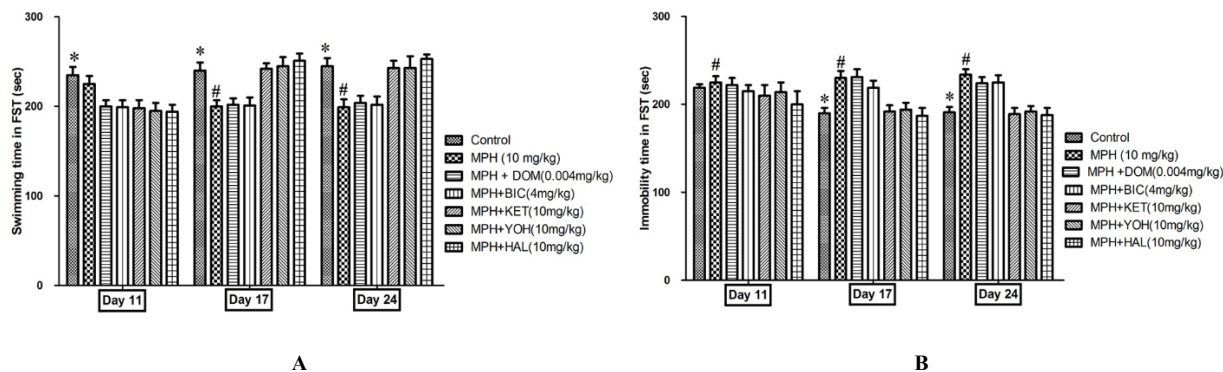 Swimming time in FST (sec)
300
200
100
0
*
*
#
*
#
Day 11
Day 17
Day 24
Control
MPH (10 mg/kg)
MPH + DOM(0.004mg/kg)
MPH+BIC(4mg/kg)
MPH+KET(10mg/kg)
MPH+YOH(10mg/kg)
MPH+HAL(10mg/kg)
A
Immobility time in FST (sec)
300
200
100
0
#
*
#
*
#
Day 11
Day 17
Day 24
Control
MPH (10 mg/kg)
MPH +DOM(0.004mg/kg)
MPH+BIC(4mg/kg)
MPH+KET(10mg/kg)
MPH+YOH(10mg/kg)
MPH+HAL(10mg/kg)
B